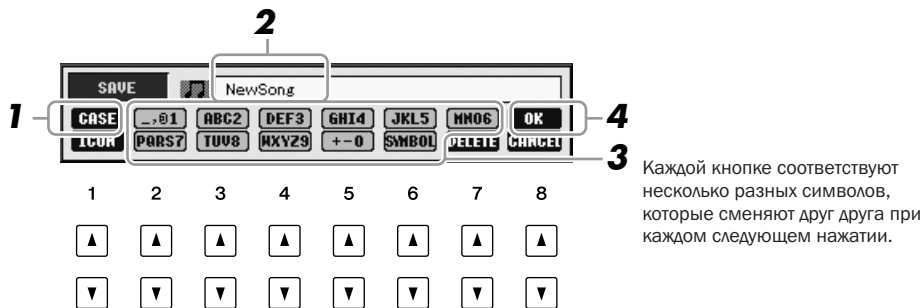 2
SAVE NewSong
1 CASE _,@1 ABC2 DEF3 GHI4 JKL5 MNO6 OK 4
ICON PQRS7 TUV8 WXYZ9 +-0 SYMBOL DELETE CANCEL
3
Каждой кнопке соответствуют
несколько разных символов,
которые сменяют друг друга при
каждом следующем нажатии.
1 2 3 4 5 6 7 8